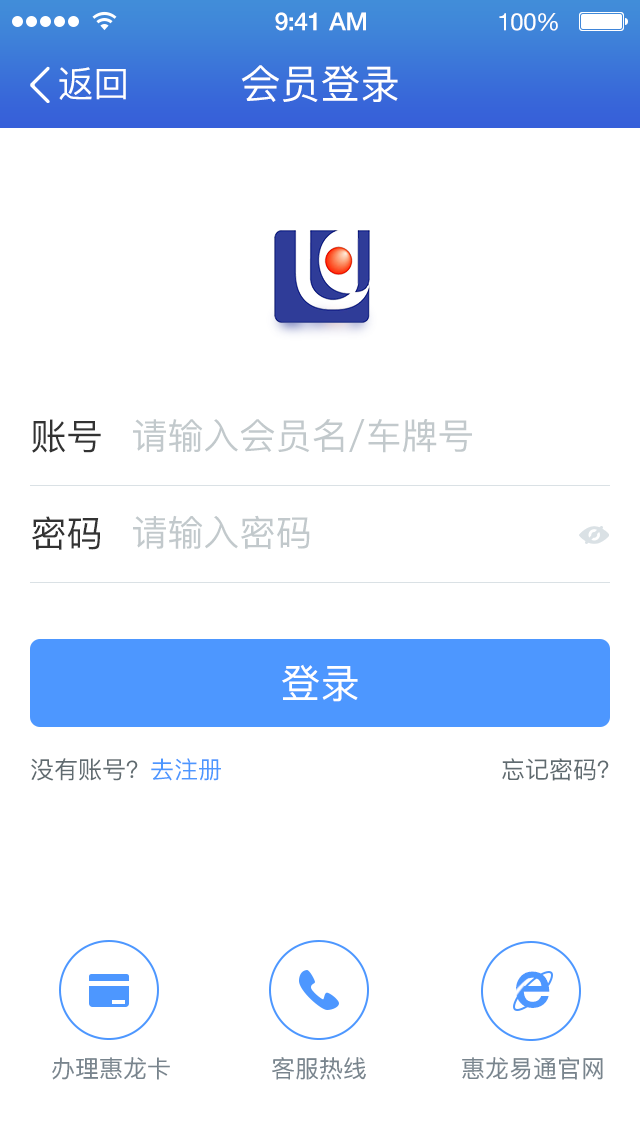 9:41 AM 100%
返回 会员登录
账号 请输入会员名/车牌号
密码 请输入密码
登录
没有账号? 去注册 忘记密码?
办理惠龙卡 客服热线 惠龙易通官网